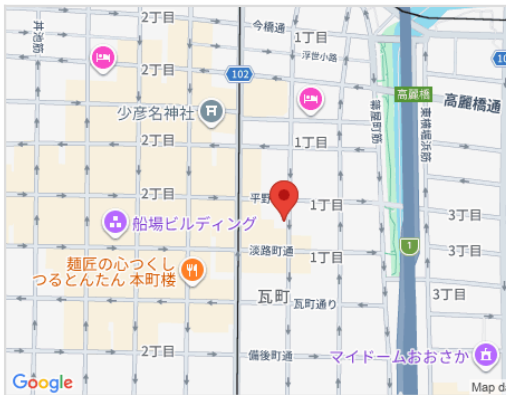 井池筋
2丁目
今橋通
1丁目
浮世小路
2丁目
102
10
高麗橋
高麗橋通
少彦名神社
2丁目
1丁目
東横堀浜筋
2丁目
平野
1丁目
3丁目
船場ビルディング
淡路町通
1丁目
1
3丁目
麺匠の心つくし
つるとんたん 本町楼
瓦町
瓦町通り
3丁目
2丁目
備後町通
マイドームおおさか
Google
Map da